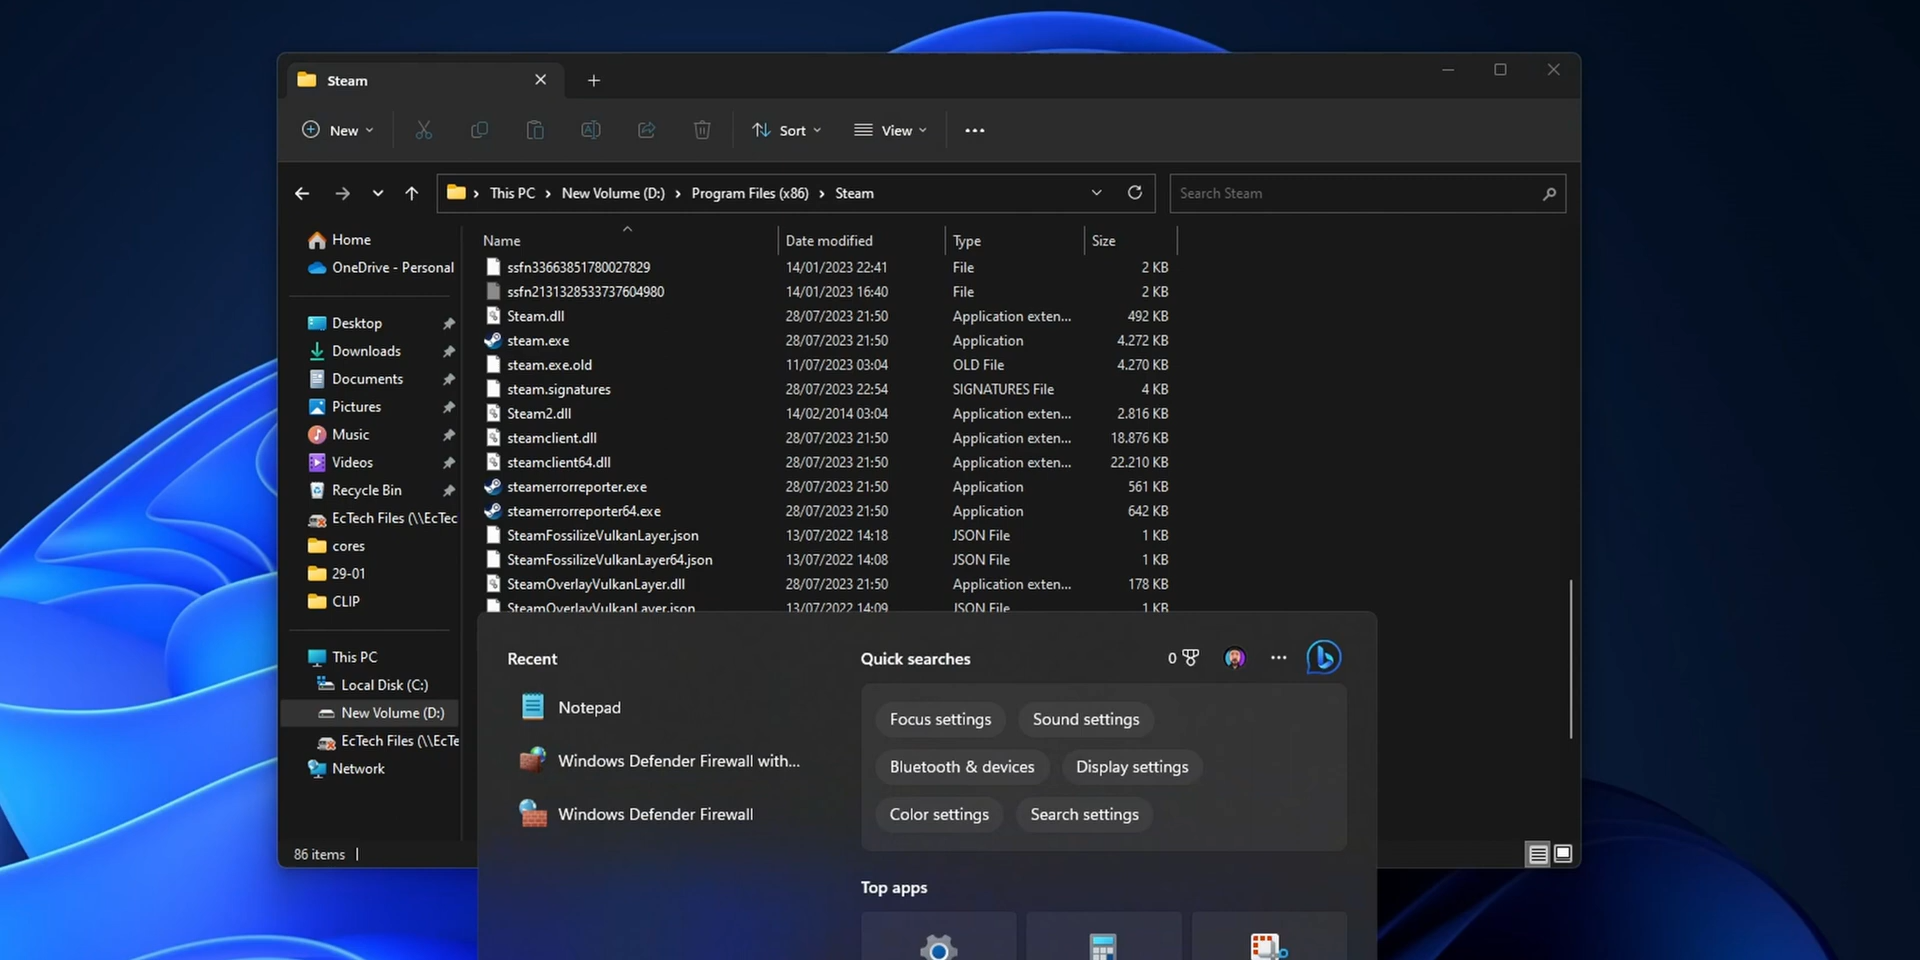 Steam
New
Sort
View
This PC > New Volume (D:) > Program Files (x86) > Steam
Search Steam
Home
OneDrive - Personal
Desktop
Downloads
Documents
Pictures
Music
Videos
Recycle Bin
EcTech Files (\\EcTec
cores
29-01
CLIP
This PC
Local Disk (C:)
New Volume (D:)
EcTech Files (\\EcTe
Network
Name Date modified Type Size
ssfn33663851780027829 14/01/2023 22:41 File 2 KB
ssfn2131328533737604980 14/01/2023 16:40 File 2 KB
Steam.dll 28/07/2023 21:50 Application exten... 492 KB
steam.exe 28/07/2023 21:50 Application 4.272 KB
steam.exe.old 11/07/2023 03:04 OLD File 4.270 KB
steam.signatures 28/07/2023 22:54 SIGNATURES File 4 KB
Steam2.dll 14/02/2014 03:04 Application exten... 2.816 KB
steamclient.dll 28/07/2023 21:50 Application exten... 18.876 KB
steamclient64.dll 28/07/2023 21:50 Application exten... 22.210 KB
steamerrorreporter.exe 28/07/2023 21:50 Application 561 KB
steamerrorreporter64.exe 28/07/2023 21:50 Application 642 KB
SteamFossilizeVulkanLayer.json 13/07/2022 14:18 JSON File 1 KB
SteamFossilizeVulkanLayer64.json 13/07/2022 14:08 JSON File 1 KB
SteamOverlayVulkanLayer.dll 28/07/2023 21:50 Application exten... 178 KB
SteamOverlayVulkanLayer.json 13/07/2022 14:09 JSON File 1 KB
86 items
Recent
Notepad
Windows Defender Firewall with...
Windows Defender Firewall
Quick searches
0
Focus settings Sound settings
Bluetooth & devices Display settings
Color settings Search settings
Top apps